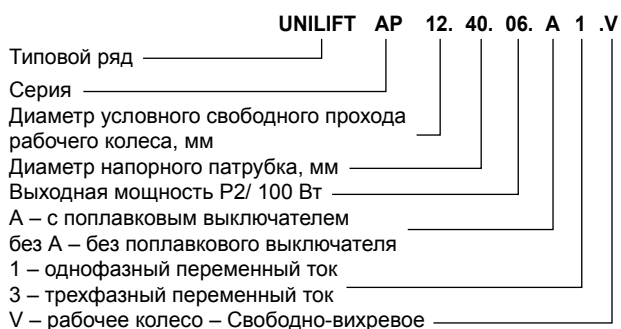 UNILIFT AP 12. 40. 06. A 1 .V
Типовой ряд
Серия
Диаметр условного свободного прохода
рабочего колеса, мм
Диаметр напорного патрубка, мм
Выходная мощность P2/ 100 Вт
А – с поплавковым выключателем
без А – без поплавкового выключателя
1 – однофазный переменный ток
3 – трехфазный переменный ток
V – рабочее колесо – Свободно-вихревое